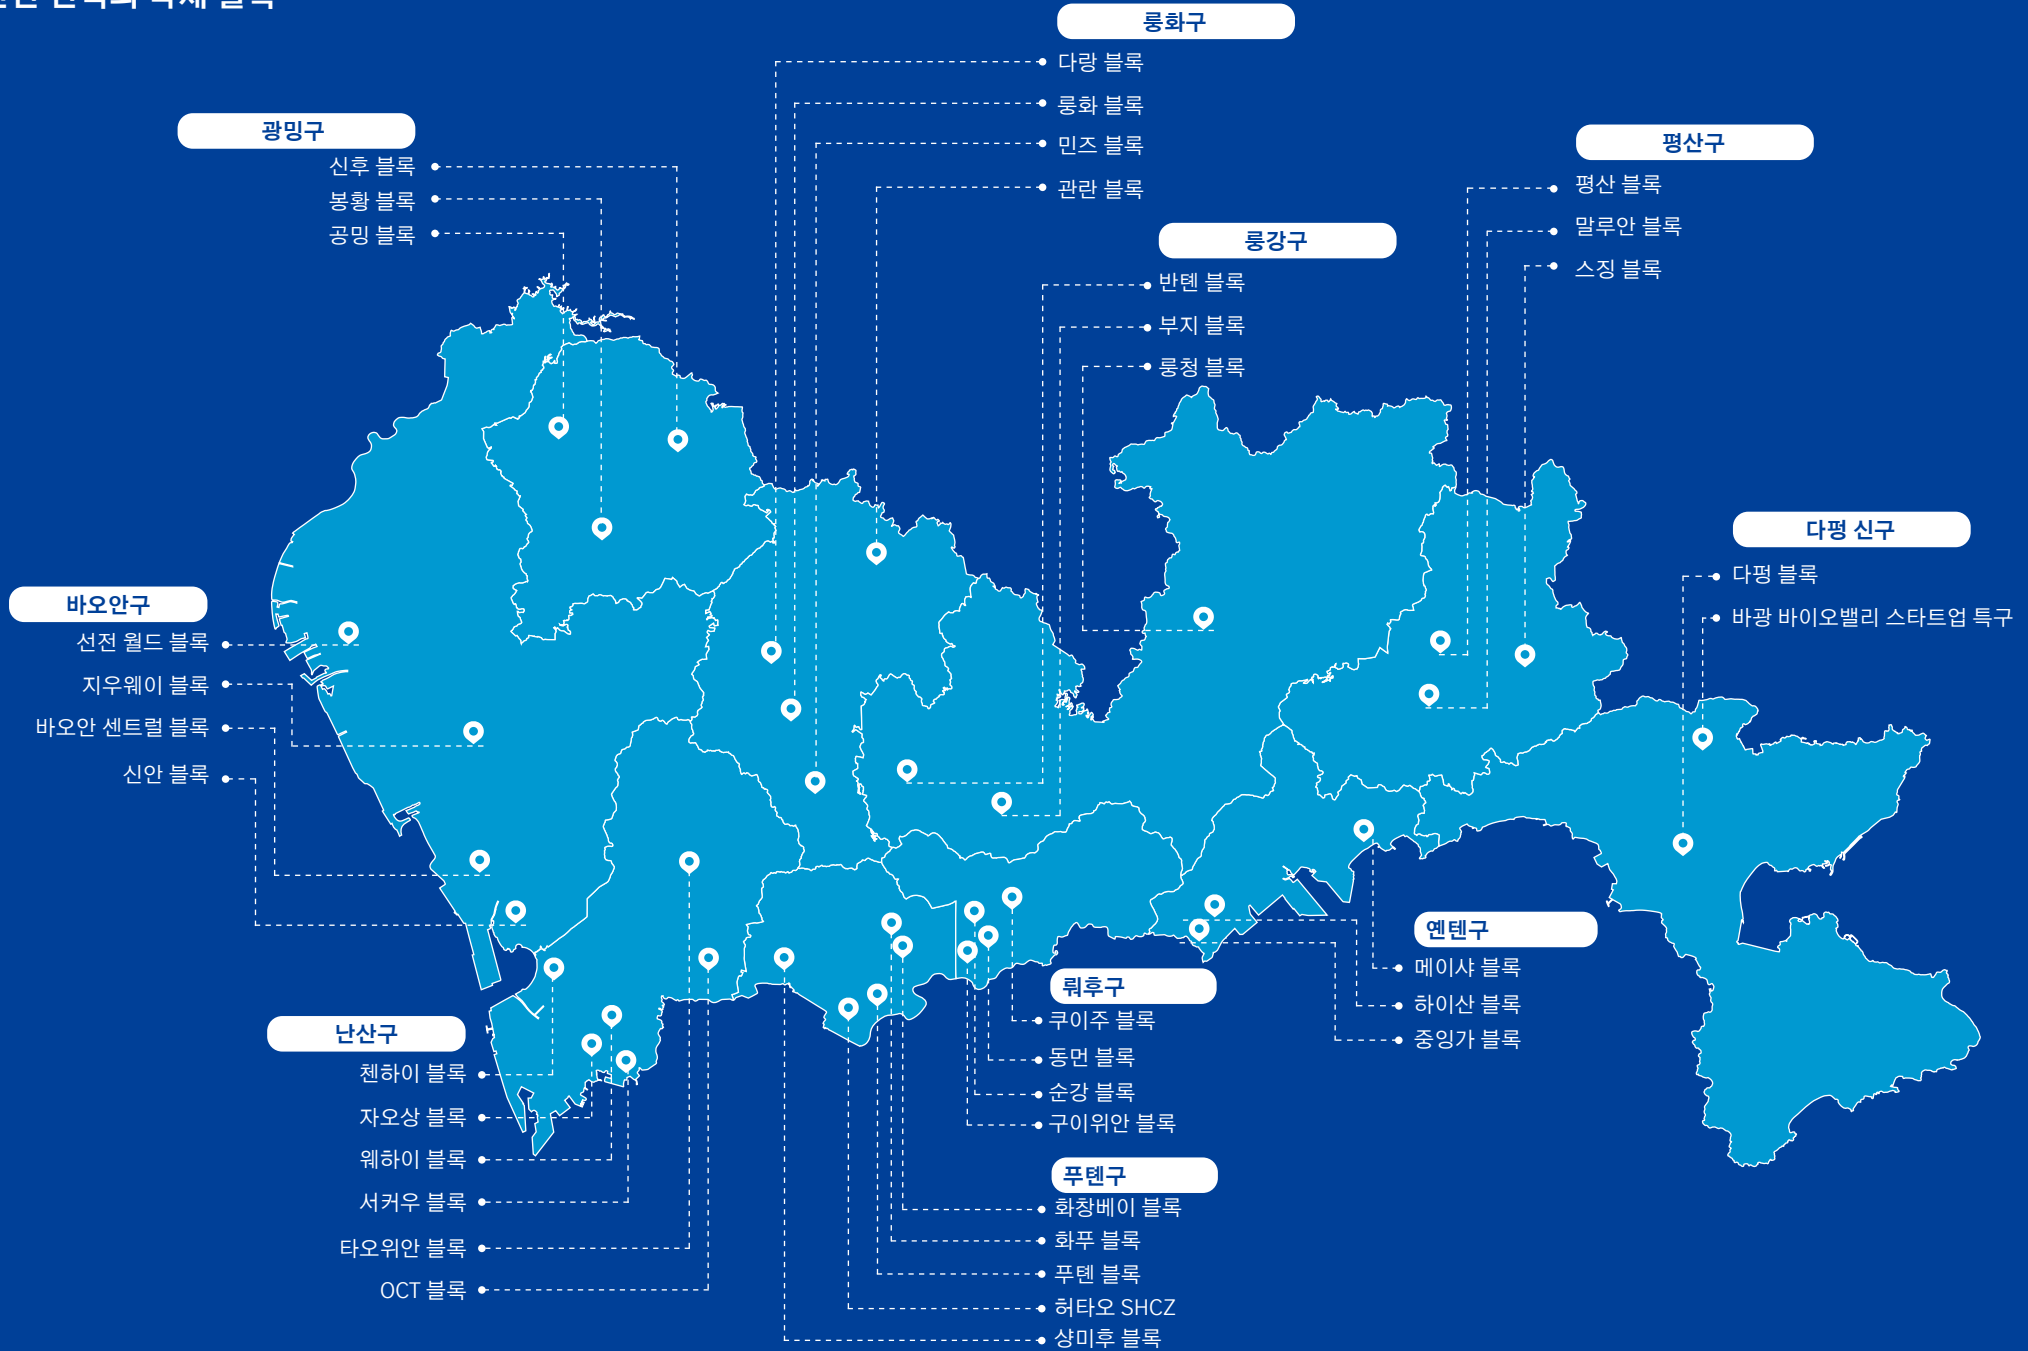 룽화구
다랑 블록
룽화 블록
민즈 블록
관란 블록
광밍구
신후 블록
봉황 블록
공밍 블록
평산구
평산 블록
말루안 블록
스징 블록
룽강구
반톈 블록
부지 블록
룽청 블록
다펑 신구
다펑 블록
바광 바이오밸리 스타트업 특구
바오안구
선전 월드 블록
지우웨이 블록
바오안 센트럴 블록
신안 블록
옌톈구
메이샤 블록
하이산 블록
중잉가 블록
뤄후구
쿠이주 블록
동먼 블록
순강 블록
구이위안 블록
난산구
첸하이 블록
자오상 블록
웨하이 블록
서커우 블록
타오위안 블록
OCT 블록
푸톈구
화창베이 블록
화푸 블록
푸톈 블록
허타오 SHCZ
샹미후 블록